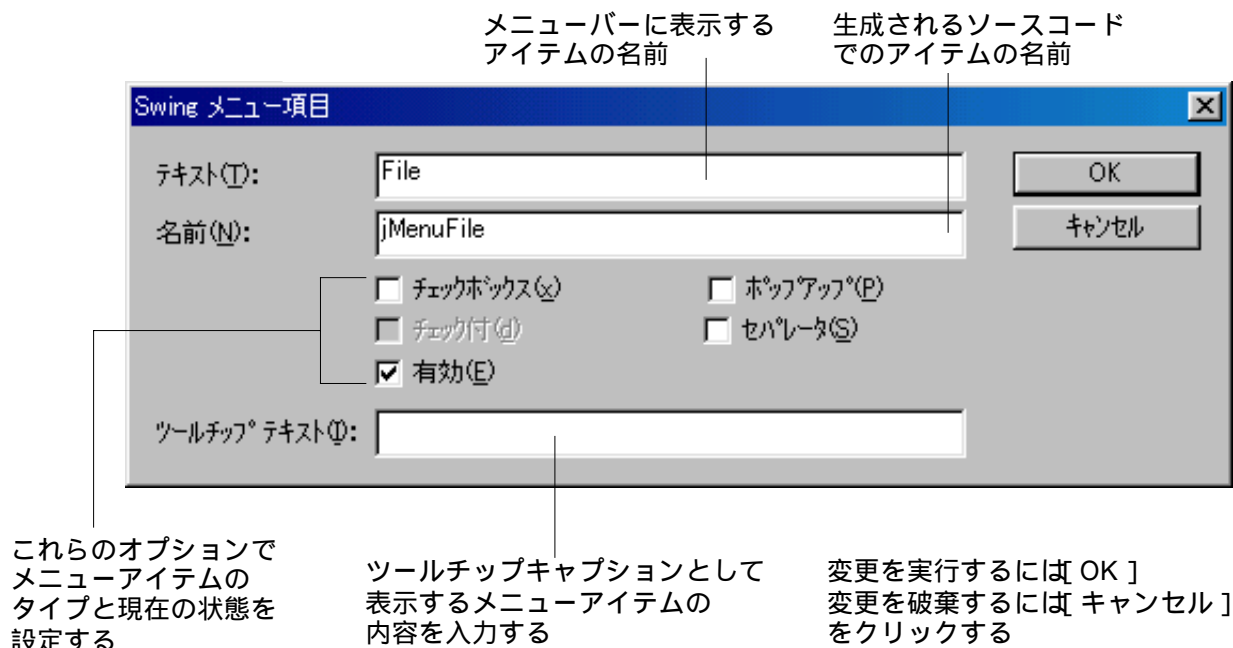 メニューバーに表示する
アイテムの名前
生成されるソースコード
でのアイテムの名前
Swing メニュー項目
テキスト(T):
File
OK
名前(N):
jMenuFile
キャンセル
チェックボックス(x)
ポップアップ(P)
チェック付(d)
セパレータ(S)
有効(E)
ツールチップ テキスト(I):
これらのオプションで
メニューアイテムの
タイプと現在の状態を
設定する
ツールチップキャプションとして
表示するメニューアイテムの
内容を入力する
変更を実行するには[ OK ]
変更を破棄するには[ キャンセル ]
をクリックする